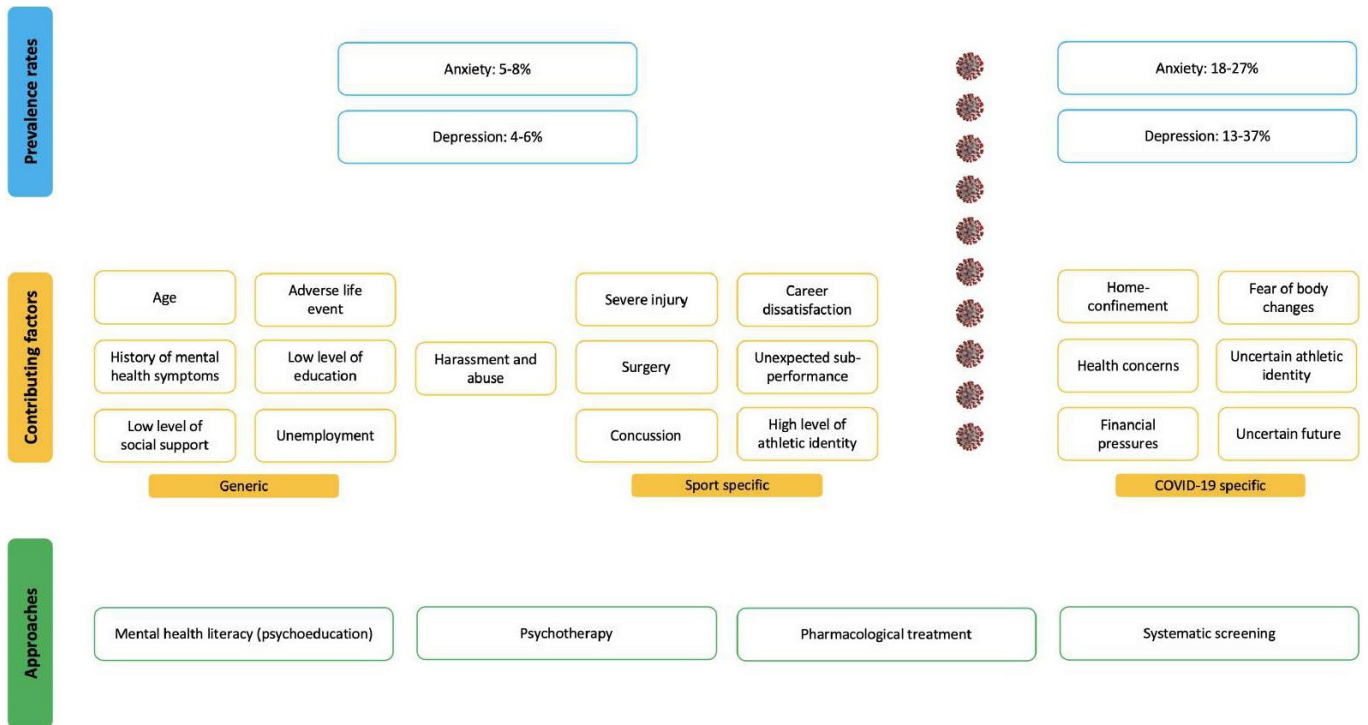 Prevalence rates
Anxiety: 5-8%
Depression: 4-6%
Anxiety: 18-27%
Depression: 13-37%
Contributing factors
Age
Adverse life
event
History of mental
health symptoms
Low level of
education
Low level of
social support
Unemployment
Generic
Harassment and
abuse
Severe injury
Career
dissatisfaction
Surgery
Unexpected sub-
performance
Concussion
High level of
athletic identity
Sport specific
Home-
confinement
Fear of body
changes
Health concerns
Uncertain athletic
identity
Financial
pressures
Uncertain future
COVID-19 specific
Approaches
Mental health literacy (psychoeducation)
Psychotherapy
Pharmacological treatment
Systematic screening